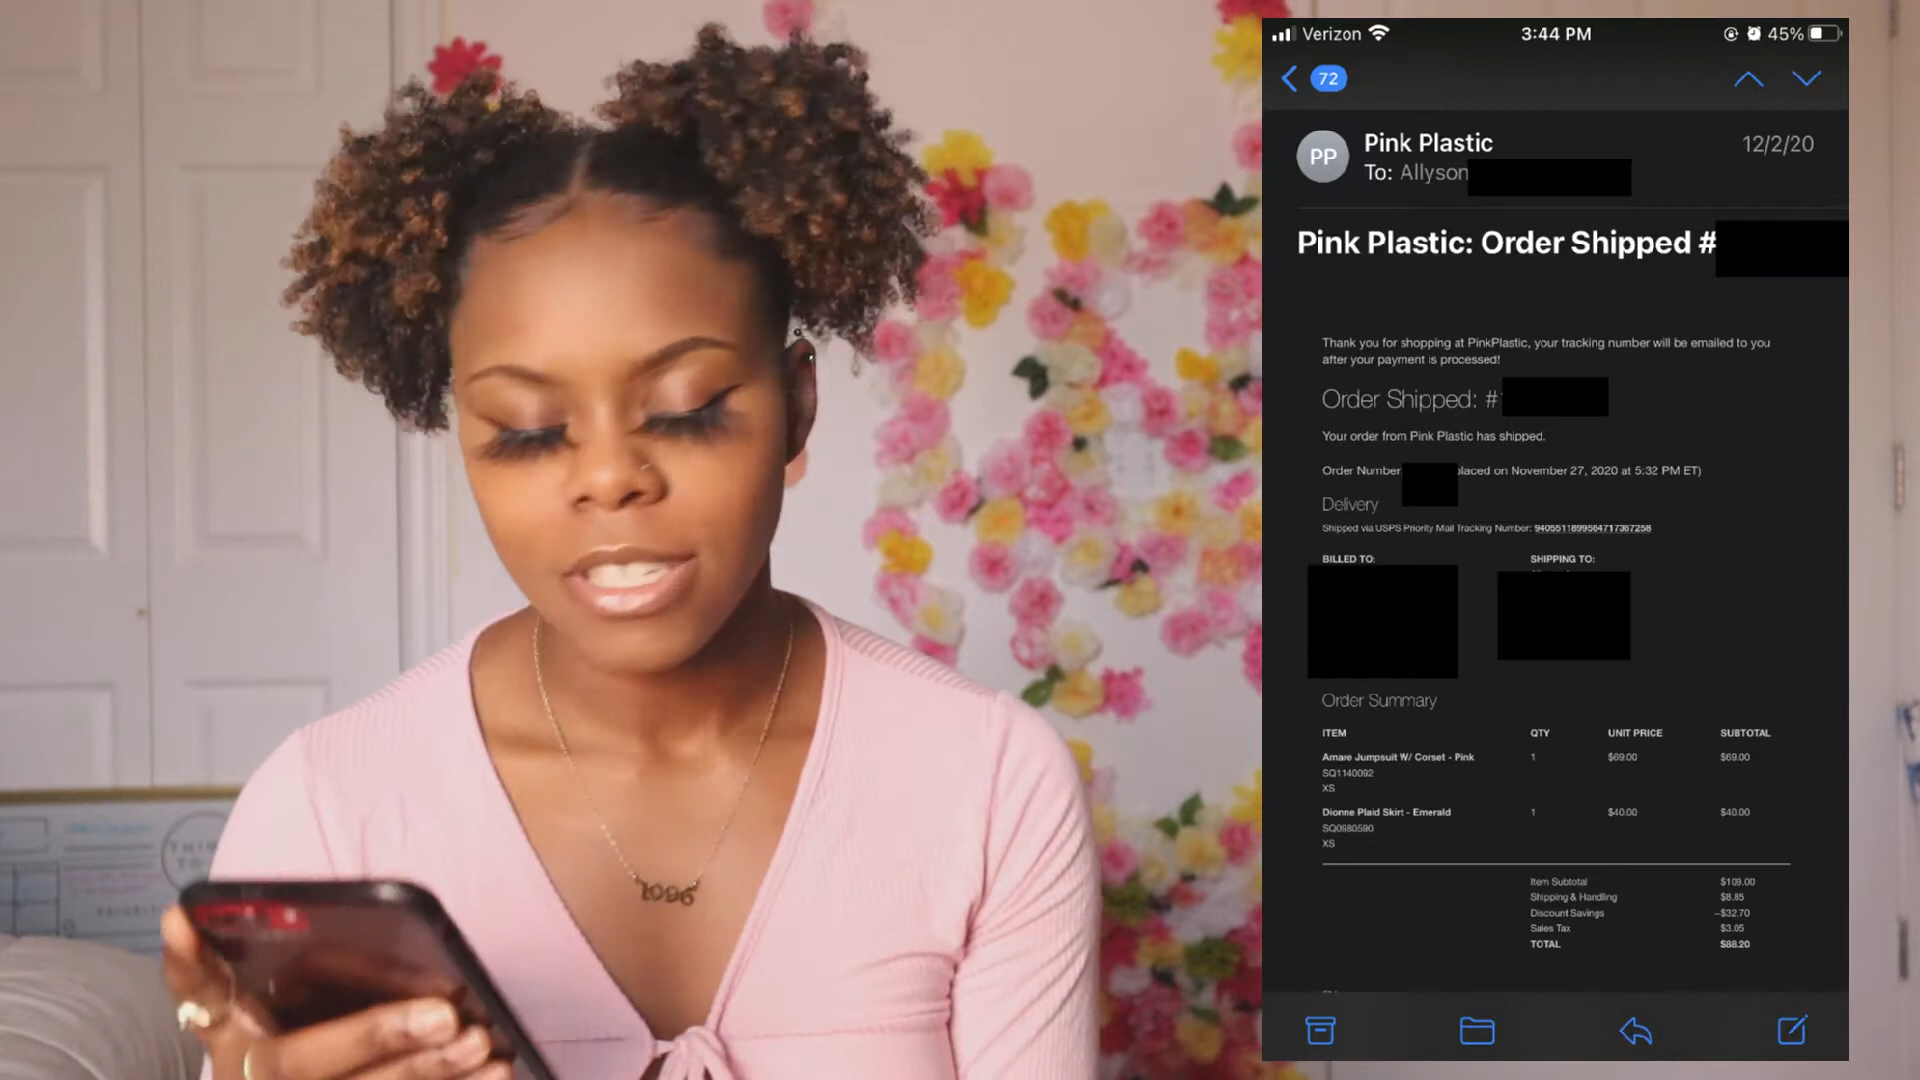 Verizon
3:44 PM
45%
72
PP
Pink Plastic
12/2/20
To: Allyson
Pink Plastic: Order Shipped #
Thank you for shopping at PinkPlastic, your tracking number will be emailed to you
after your payment is processed!
Order Shipped: #
Your order from Pink Plastic has shipped.
Order Number: placed on November 27, 2020 at 5:32 PM ET)
Delivery
Shipped via USPS Priority Mail Tracking Number: 9405511899564717367258
BILLED TO: SHIPPING TO:
Order Summary
ITEM QTY UNIT PRICE SUBTOTAL
Amare Jumpsuit W/ Corset - Pink 1 $69.00 $69.00
SQ1140092
XS
Dionne Plaid Skirt - Emerald 1 $40.00 $40.00
SQ0980590
XS
Item Subtotal $109.00
Shipping & Handling $8.85
Discount Savings -$32.70
Sales Tax $3.05
TOTAL $88.20
1096